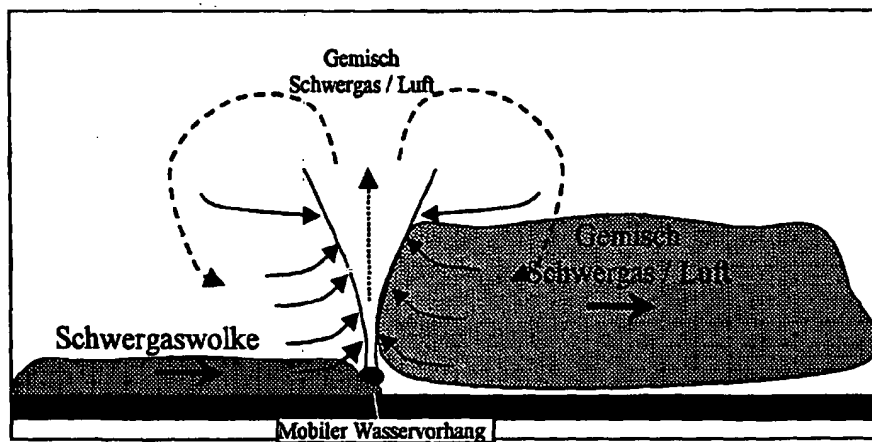 Gemisch
Schwergas / Luft
Gemisch
Schwergas / Luft
Schwergaswolke
Mobiler Wasservorhang